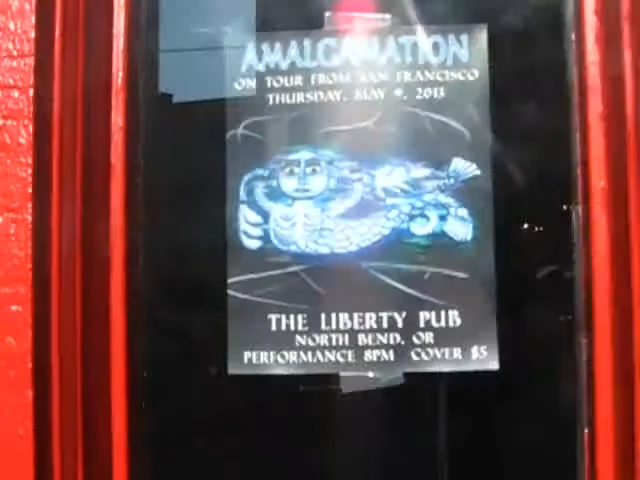 AMALGAMATION
ON TOUR FROM SAN FRANCISCO
THURSDAY, MAY 9, 2013
THE LIBERTY PUB
NORTH BEND, OR
PERFORMANCE 8PM COVER $5